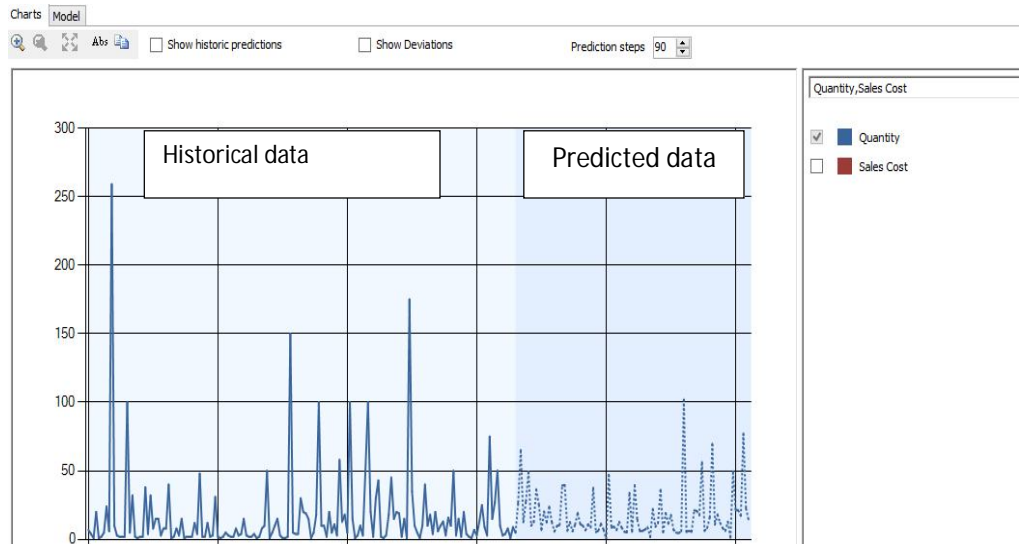 Charts Model
Abs Show historic predictions Show Deviations Prediction steps 90
Quantity,Sales Cost
Quantity
Sales Cost
Historical data
Predicted data
300
250
200
150
100
50
0